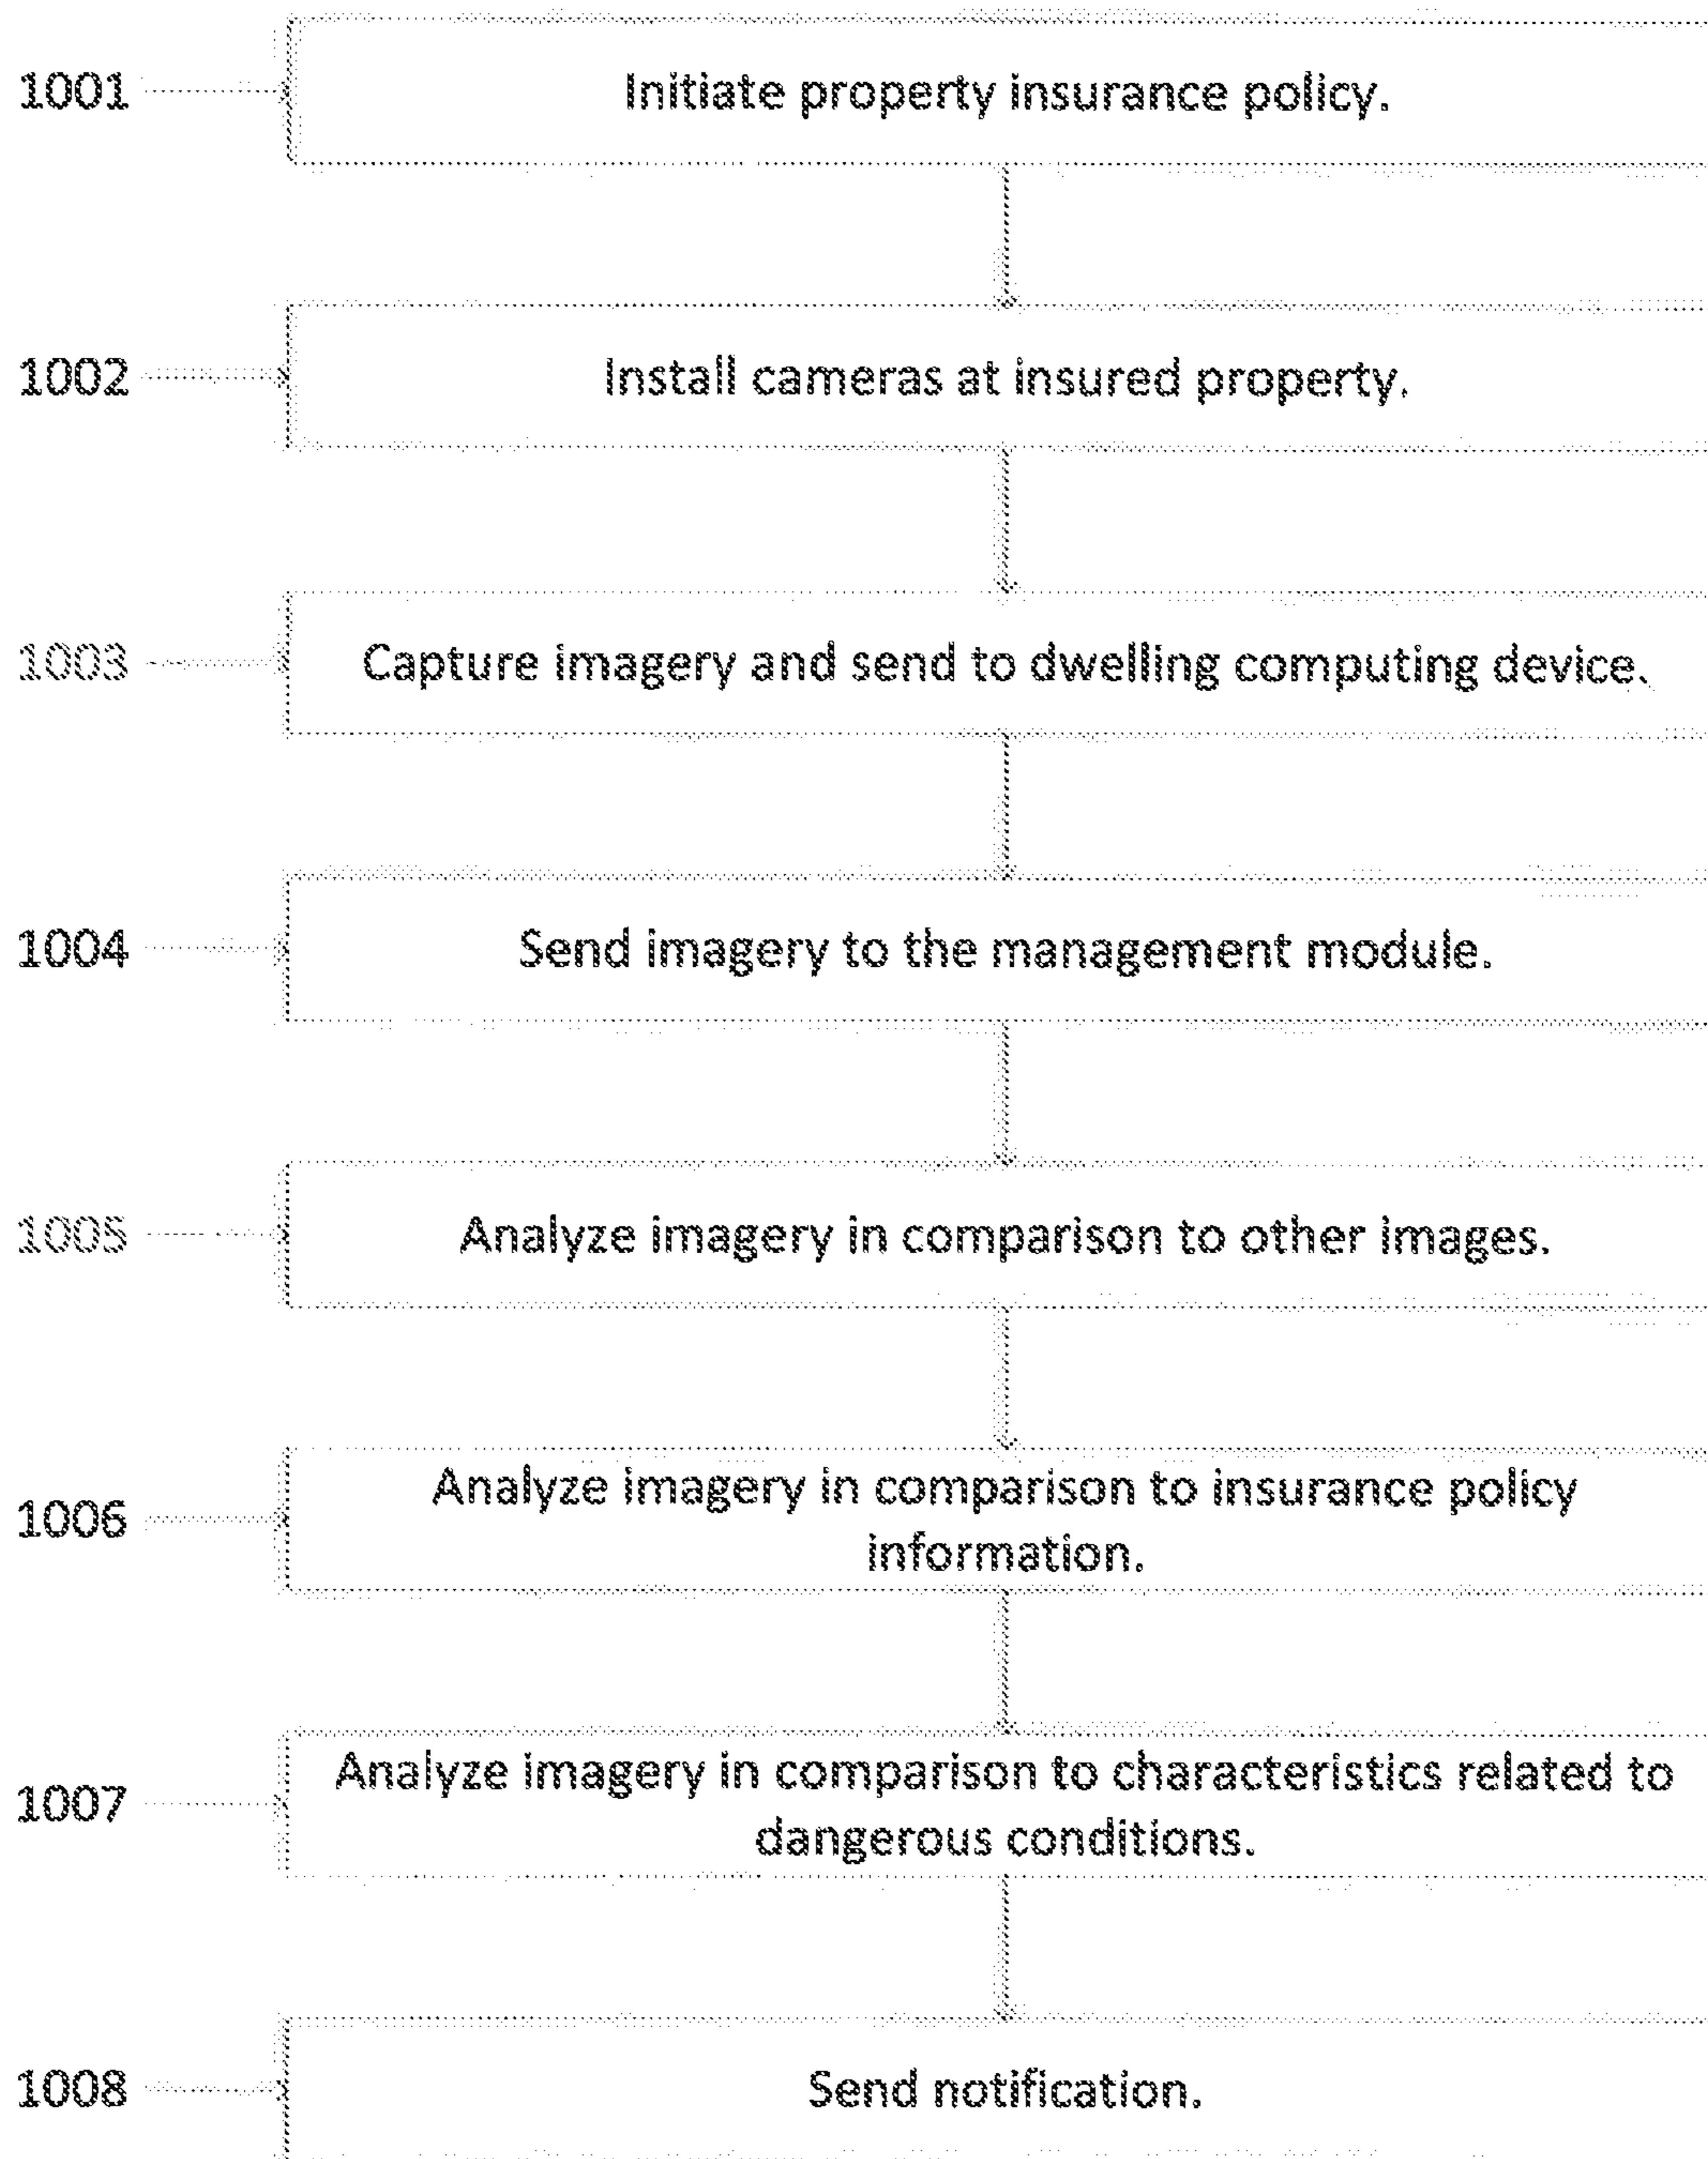 1001 Initiate property insurance policy.
1002 Install cameras at insured property.
1003 Capture imagery and send to dwelling computing device.
1004 Send imagery to the management module.
1005 Analyze imagery in comparison to other images.
Analyze imagery in comparison to insurance policy
1006
information.
Analyze imagery in comparison to characteristics related to
1007
dangerous conditions.
1008 Send notification.